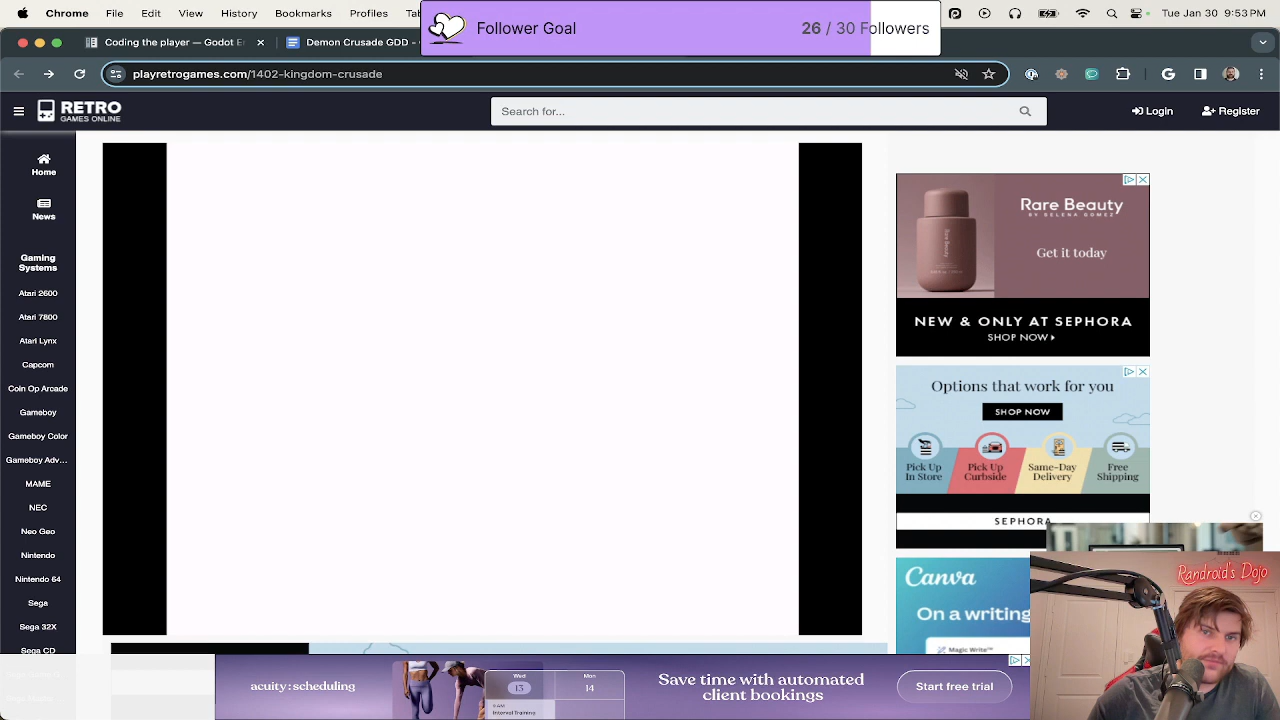 Chrome
File
Edit
View
History
Bookmarks
Profiles
Follower Goal
26 / 30 Followers
Tue Jan 9 9:53 PM
Coding the player — Godot E
Demon Crusade GDD -
playretrogames.com/1402-kingdom-crusade
RETRO
GAMES ONLINE
Search for...
Login
Register
Home
News
Gaming
Systems
Atari 2600
Atari 7800
Atari Lynx
Capcom
Coin Op Arcade
Gameboy
Gameboy Color
Gameboy Adv...
MAME
NEC
Neo Geo
Nintendo
Nintendo 64
Sega
Sega 32X
Sega CD
Rare Beauty
BY SELENA GOMEZ
Get it today
NEW & ONLY AT SEPHORA
SHOP NOW
Options that work for you
SHOP NOW
Pick Up
In Store
Pick Up
Curbside
Same-Day
Delivery
Free
Shipping
SEPHORA
Canva
On a writing
Magic Write™
Randroid's Dojo
acuity:scheduling
Wed
13
Mon
14
Interval Training
Save time with automated
client bookings
Start free trial